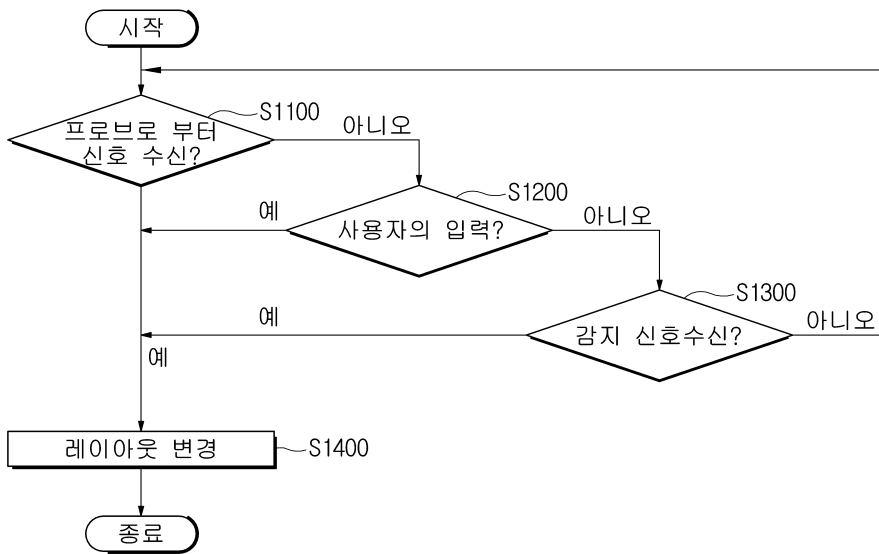 시작
프로브로 부터
신호 수신?
S1100
아니오
사용자의 입력?
S1200
예
아니오
감지 신호수신?
S1300
예
아니오
예
레이아웃 변경
S1400
종료